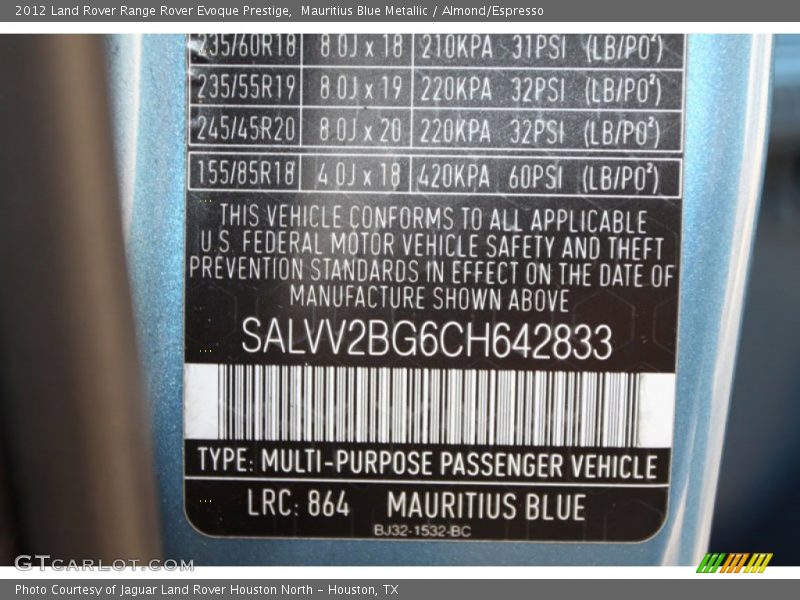 2012 Land Rover Range Rover Evoque Prestige,  Mauritius Blue Metallic / Almond/Espresso
235/60R18 8.0J x 18 210KPA 31PSI (LB/PO²)
235/55R19 8.0J x 19 220KPA 32PSI (LB/PO²)
245/45R20 8.0J x 20 220KPA 32PSI (LB/PO²)
155/85R18 4.0J x 18 420KPA 60PSI (LB/PO²)
THIS VEHICLE CONFORMS TO ALL APPLICABLE
U.S. FEDERAL MOTOR VEHICLE SAFETY AND THEFT
PREVENTION STANDARDS IN EFFECT ON THE DATE OF
MANUFACTURE SHOWN ABOVE
SALVV2BG6CH642833
TYPE: MULTI-PURPOSE PASSENGER VEHICLE
LRC: 864 MAURITIUS BLUE
BJ32-1532-BC
GTcarlot.com
Photo Courtesy of Jaguar Land Rover Houston North - Houston, TX